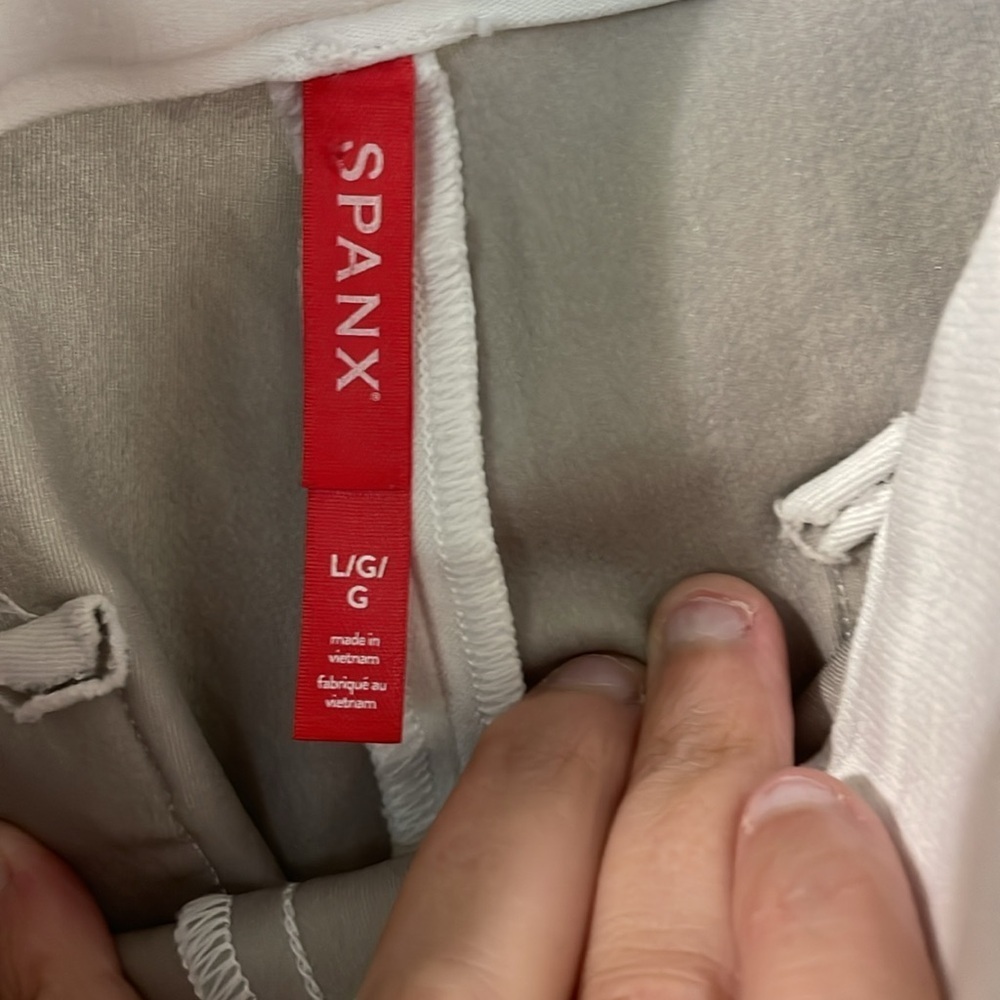 SPANX®
L/G/
G
made in
vietnam
fabriqué au
vietnam